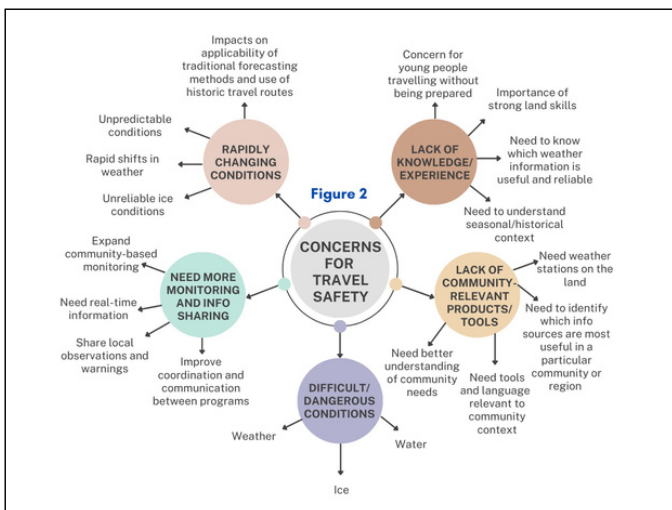 Impacts on
applicability of
traditional forecasting
methods and use of
historic travel routes
Unpredictable
conditions
Rapid shifts in
weather
Unreliable ice
conditions
RAPIDLY
CHANGING
CONDITIONS
Concern for
young people
travelling without
being prepared
Importance of
strong land skills
LACK OF
KNOWLEDGE/
EXPERIENCE
Need to know
which weather
information is
useful and reliable
Need to understand
seasonal/historical
context
Figure 2
CONCERNS
FOR
TRAVEL
SAFETY
Expand
community-based
monitoring
Need real-time
information
Share local
observations and
warnings
Improve
coordination and
communication
between programs
NEED MORE
MONITORING
AND INFO
SHARING
LACK OF
COMMUNITY-
RELEVANT
PRODUCTS/
TOOLS
Need weather
stations on the
land
Need to identify
which info
sources are most
useful in a
particular
community or
region
Need tools
and language
relevant to
community
context
Need better
understanding
of community
needs
DIFFICULT/
DANGEROUS
CONDITIONS
Weather
Ice
Water